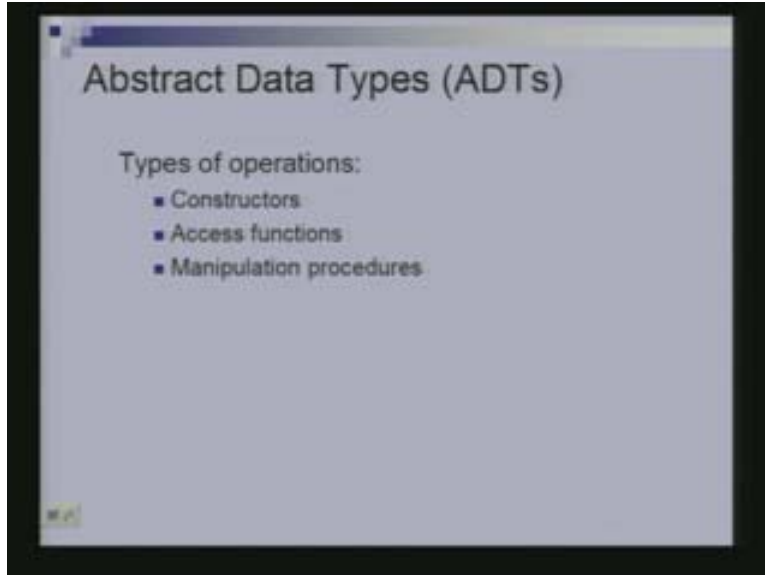 Abstract Data Types (ADTs)
Types of operations:
Constructors
Access functions
Manipulation procedures